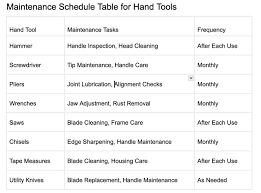 Maintenance Schedule Table for Hand Tools
Hand Tool Maintenance Tasks Frequency
Hammer Handle Inspection, Head Cleaning After Each Use
Screwdriver Tip Maintenance, Handle Care Monthly
Pliers Joint Lubrication, Alignment Checks Monthly
Wrenches Jaw Adjustment, Rust Removal Monthly
Saws Blade Cleaning, Frame Care After Each Use
Chisels Edge Sharpening, Handle Maintenance Monthly
Tape Measures Blade Cleaning, Housing Care After Each Use
Utility Knives Blade Replacement, Handle Maintenance As Needed